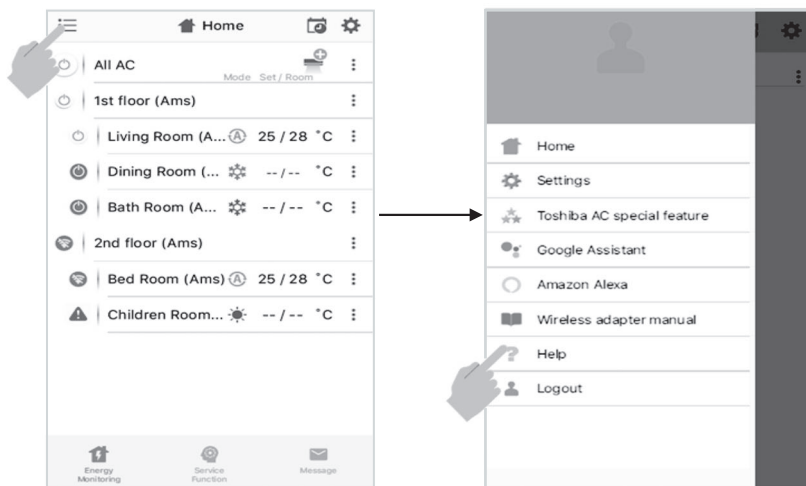 Home
All AC
Mode Set / Room
1st floor (Ams)
Living Room (A... A 25 / 28 °C
Dining Room (... -- / -- °C
Bath Room (A... -- / -- °C
2nd floor (Ams)
Bed Room (Ams) A 25 / 28 °C
Children Room... -- / -- °C
Energy Monitoring
Service Function
Message
Home
Settings
Toshiba AC special feature
Google Assistant
Amazon Alexa
Wireless adapter manual
? Help
Logout